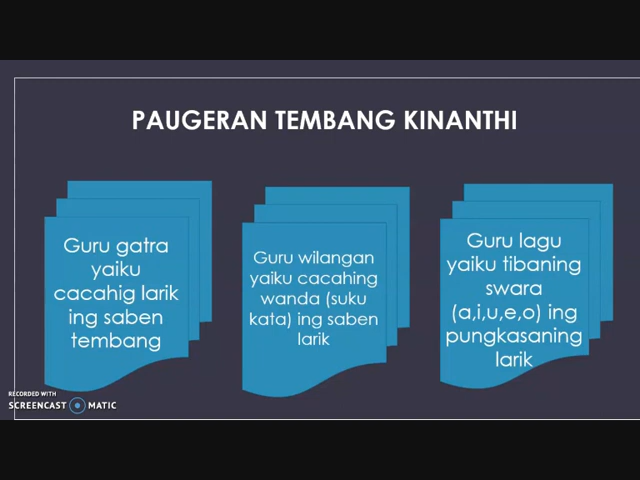 PAUGERAN TEMBANG KINANTHI
Guru gatra
yaiku
cacahig larik
ing saben
tembang
Guru wilangan
yaiku cacahing
wanda (suku
kata) ing saben
larik
Guru lagu
yaiku tibaning
swara
(a,i,u,e,o) ing
pungkasaning
larik
RECORDED WITH
SCREENCAST MATIC